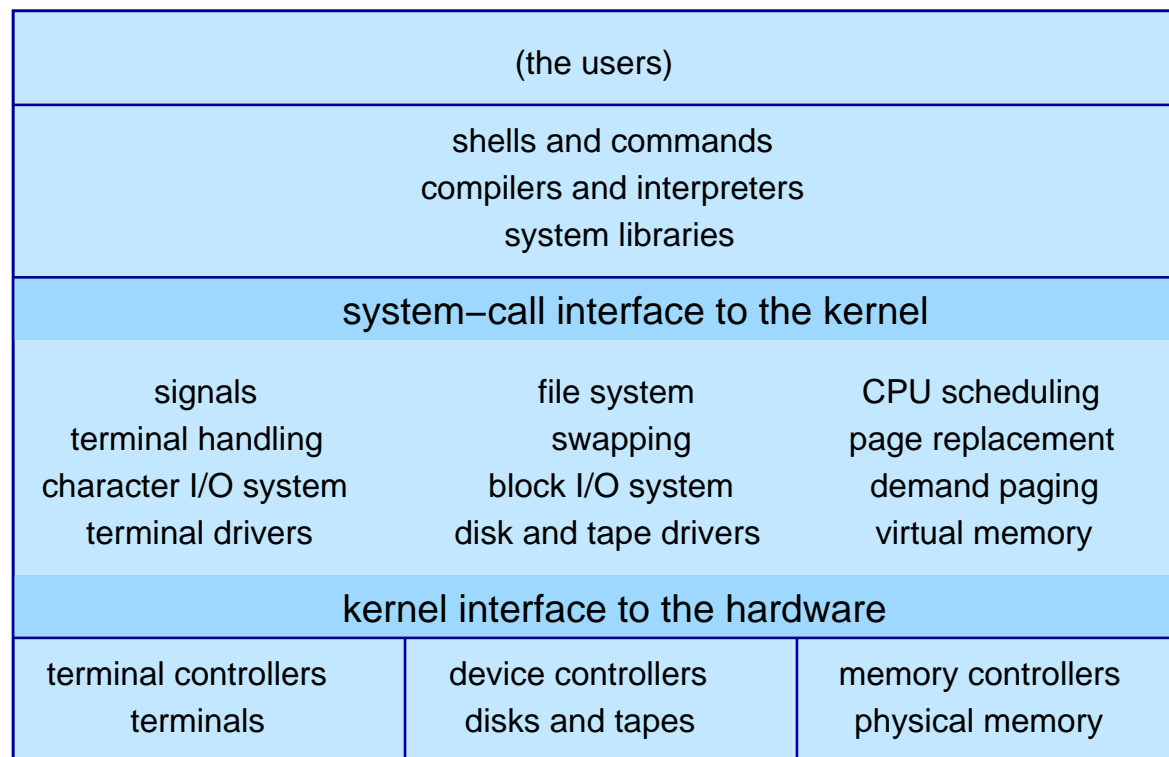 (the users)
shells and commands
compilers and interpreters
system libraries
system−call interface to the kernel
signals
terminal handling
character I/O system
terminal drivers
file system
swapping
block I/O system
disk and tape drivers
CPU scheduling
page replacement
demand paging
virtual memory
kernel interface to the hardware
terminal controllers
terminals
device controllers
disks and tapes
memory controllers
physical memory